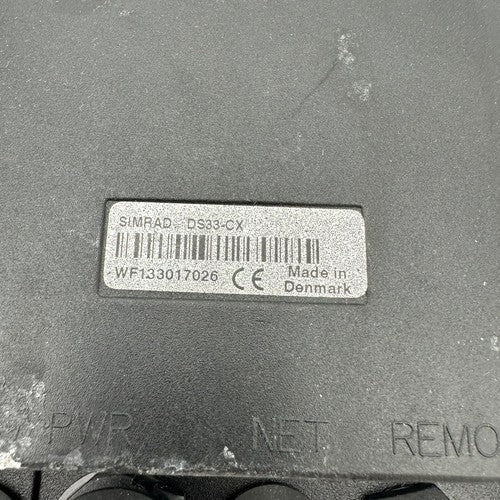 SIMRAD DS33-CX
WF133017026 CE Made in
Denmark
PWR NET REMO